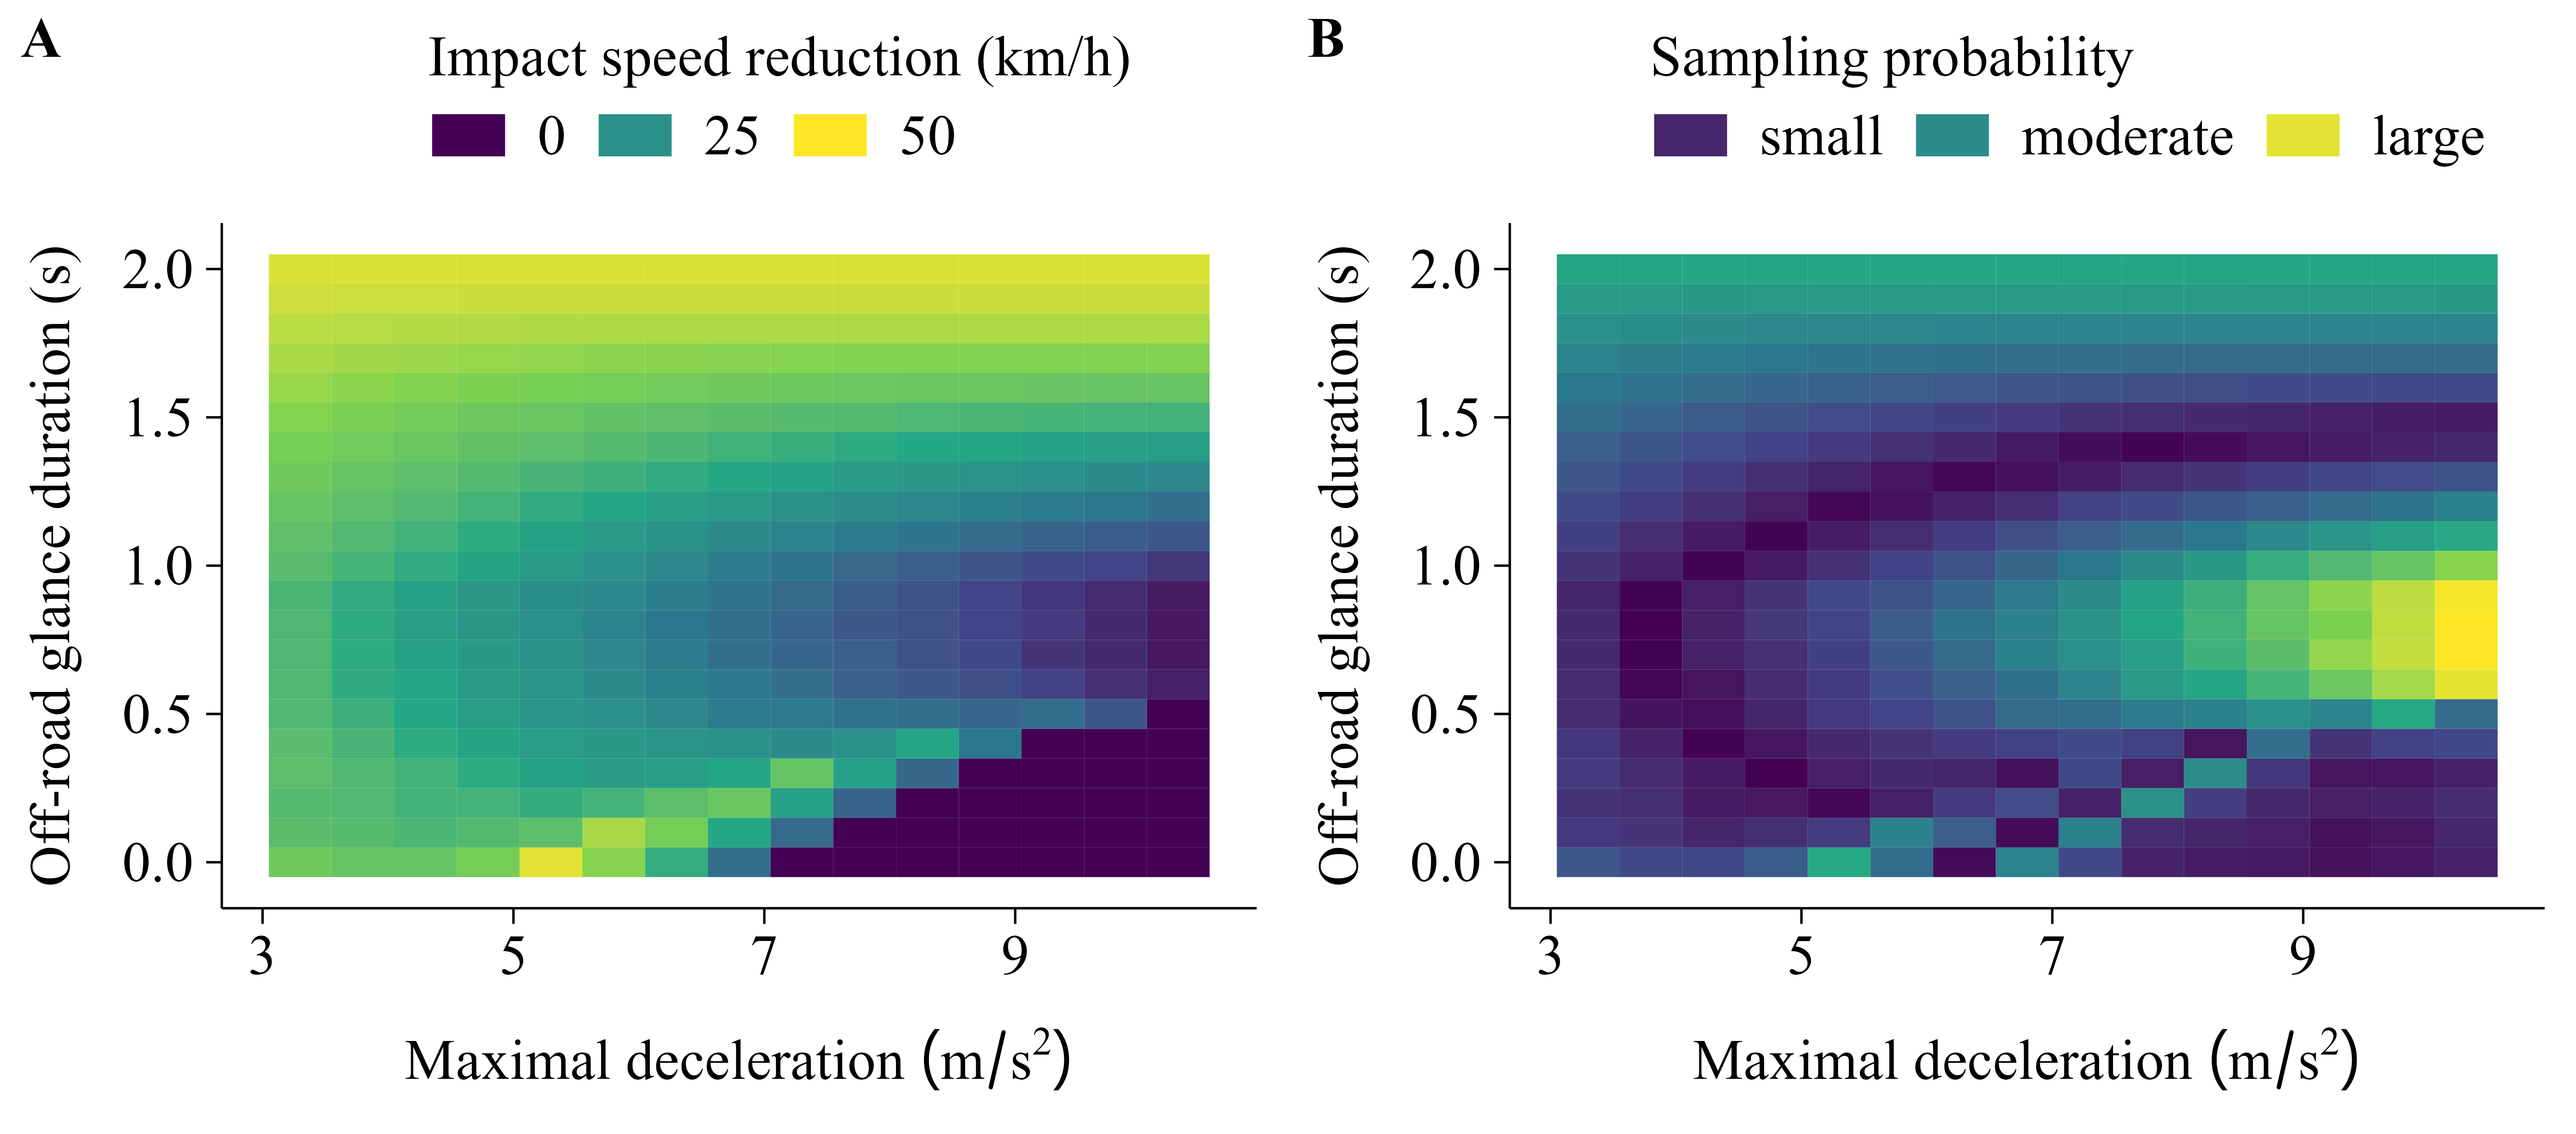 A
Impact speed reduction (km/h)
0 25 50
Off-road glance duration (s)
2.0
1.5
1.0
0.5
0.0
3 5 7 9
Maximal deceleration (m/s²)
B
Sampling probability
small moderate large
Off-road glance duration (s)
2.0
1.5
1.0
0.5
0.0
3 5 7 9
Maximal deceleration (m/s²)